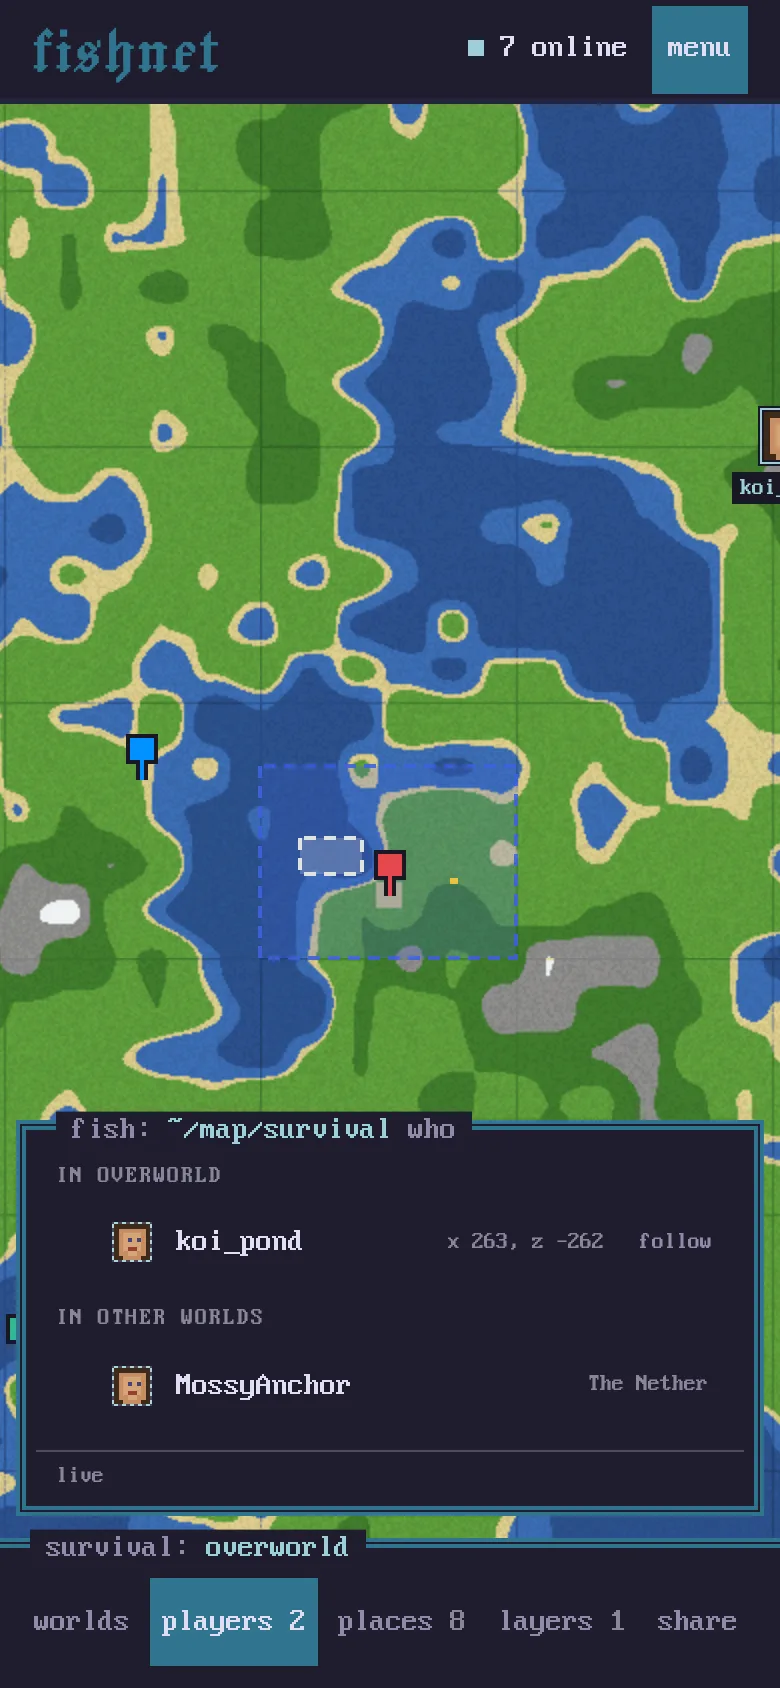 fishnet
7 online
menu
koi_
fish: ~/map/survival who
IN OVERWORLD
koi_pond x 263, z -262 follow
IN OTHER WORLDS
MossyAnchor The Nether
live
survival: overworld
worlds players 2 places 8 layers 1 share